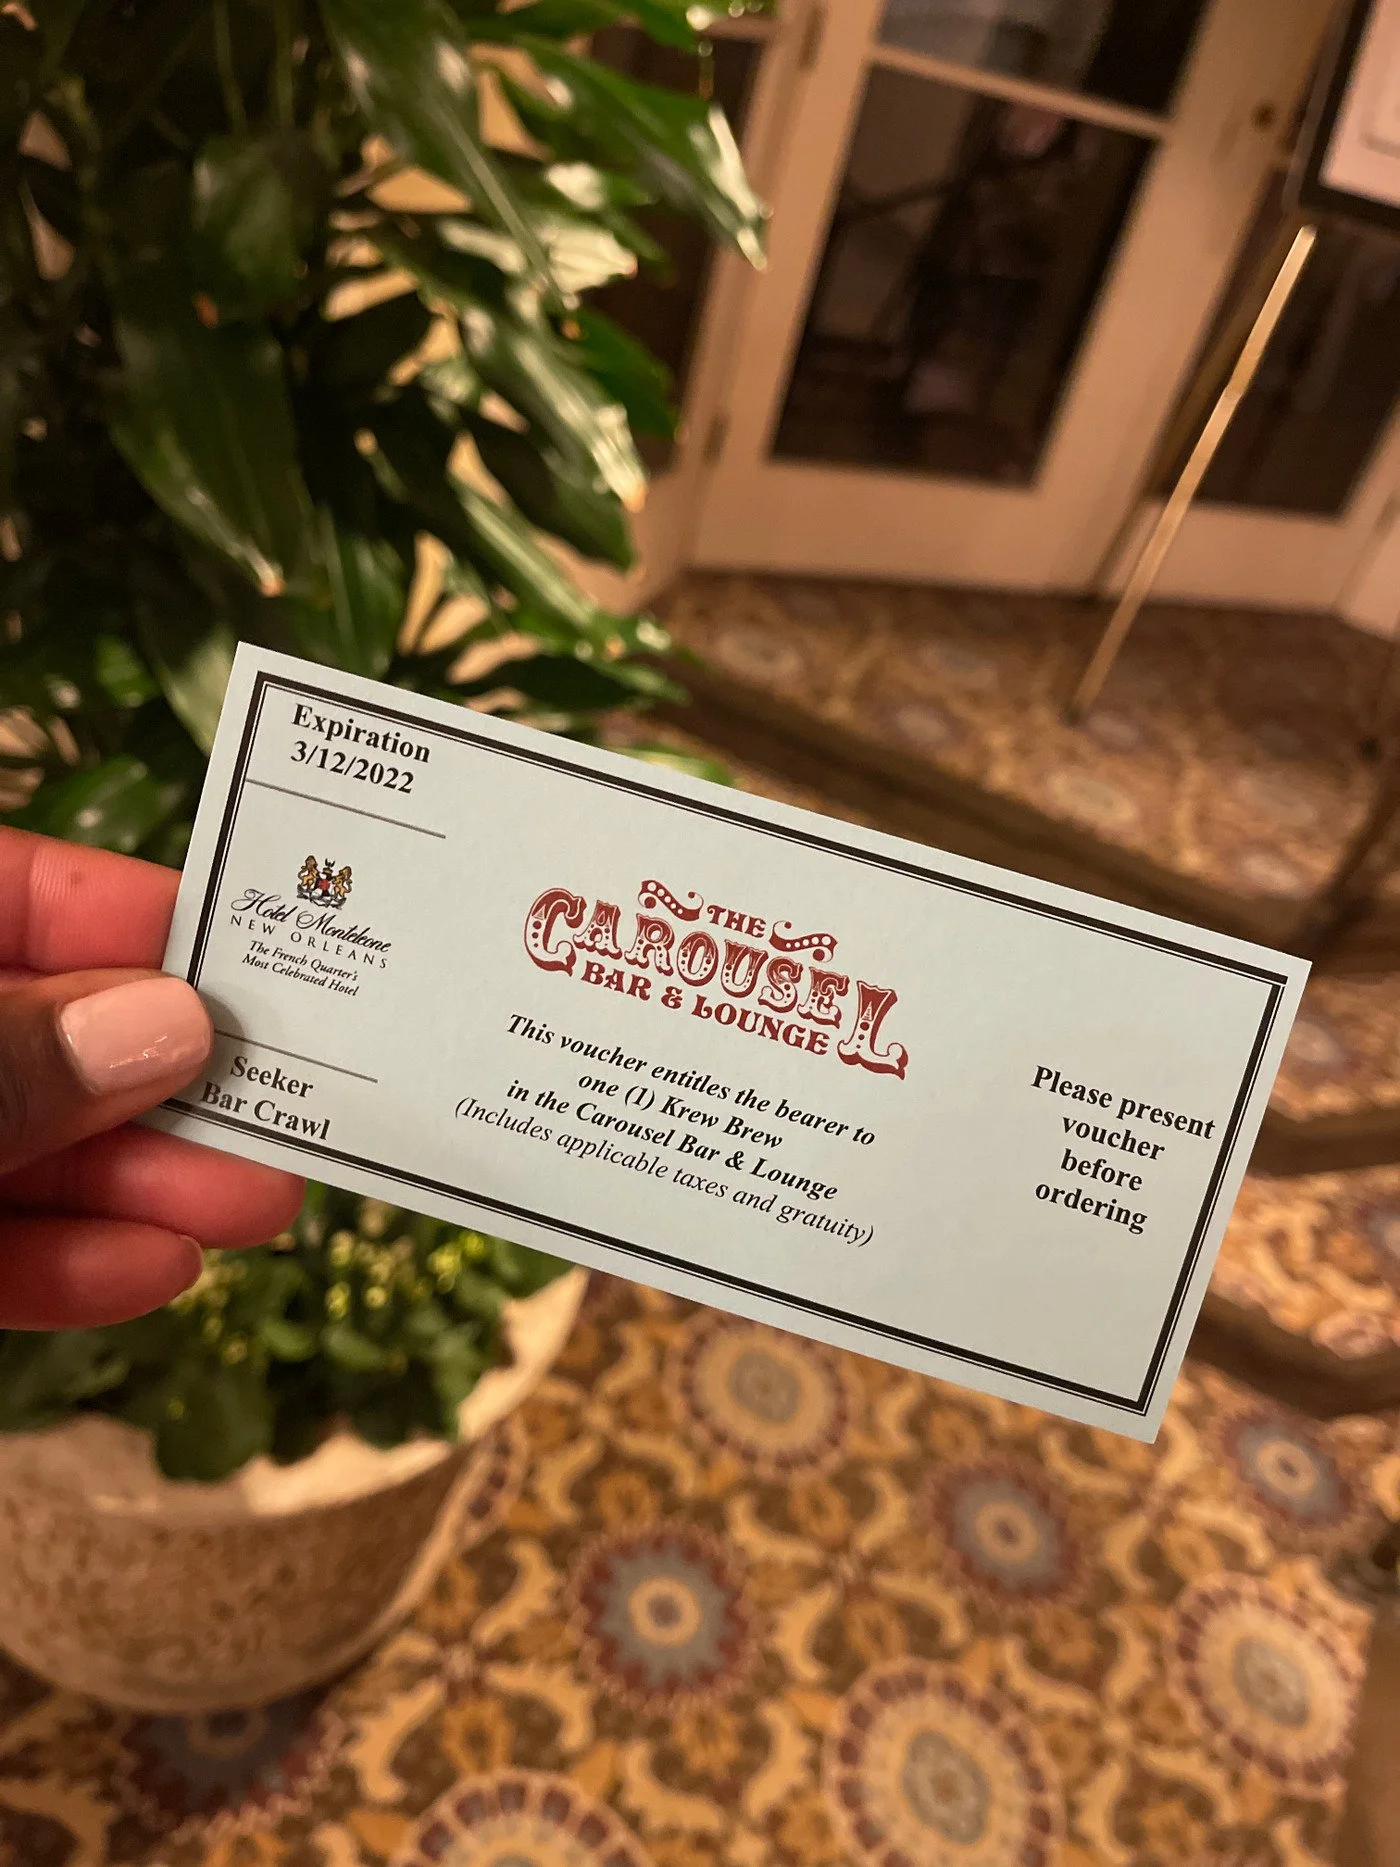 Expiration
3/12/2022
Hotel Monteleone
NEW ORLEANS
The French Quarter's
Most Celebrated Hotel
Seeker
Bar Crawl
THE
CAROUSEL
BAR & LOUNGE
This voucher entitles the bearer to
one (1) Krew Brew
in the Carousel Bar & Lounge
(Includes applicable taxes and gratuity)
Please present
voucher
before
ordering